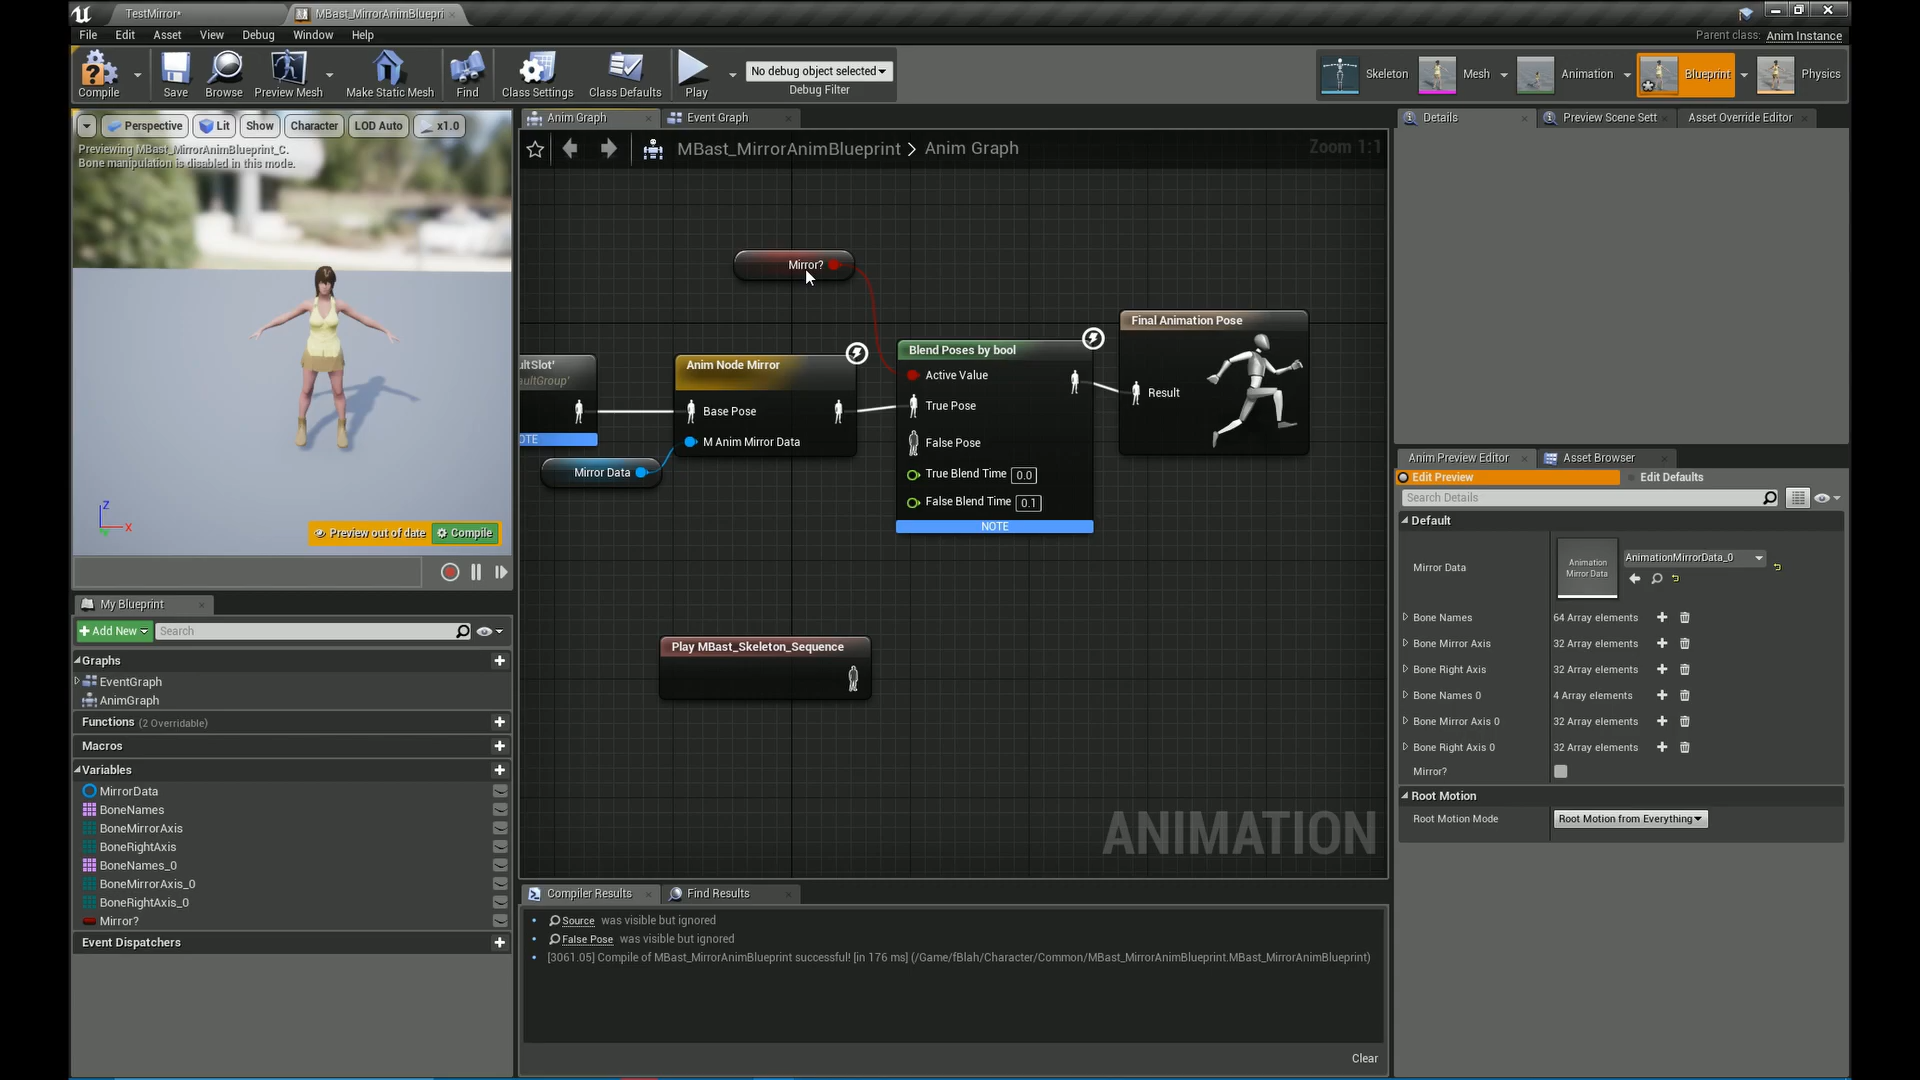 TestMirror*
MBast_MirrorAnimBluepri
File Edit Asset View Debug Window Help
Parent class: Anim Instance
Compile
Save
Browse
Preview Mesh
Make Static Mesh
Find
Class Settings
Class Defaults
Play
No debug object selected
Debug Filter
Skeleton
Mesh
Animation
Blueprint
Physics
Perspective
Lit
Show
Character
LOD Auto
x1.0
Previewing MBast_MirrorAnimBlueprint_C.
Bone manipulation is disabled in this mode.
Z
X
Preview out of date
Compile
Anim Graph
Event Graph
MBast_MirrorAnimBlueprint > Anim Graph
Zoom 1:1
Mirror?
ultSlot'
aultGroup'
OTE
Mirror Data
Anim Node Mirror
Base Pose
M Anim Mirror Data
Blend Poses by bool
Active Value
True Pose
False Pose
True Blend Time 0.0
False Blend Time 0.1
NOTE
Final Animation Pose
Result
Play MBast_Skeleton_Sequence
ANIMATION
My Blueprint
Add New
Search
Graphs
EventGraph
AnimGraph
Functions (2 Overridable)
Macros
Variables
MirrorData
BoneNames
BoneMirrorAxis
BoneRightAxis
BoneNames_0
BoneMirrorAxis_0
BoneRightAxis_0
Mirror?
Event Dispatchers
Compiler Results
Find Results
Source was visible but ignored
False Pose was visible but ignored
[3061.05] Compile of MBast_MirrorAnimBlueprint successful! [in 176 ms] (/Game/fBlah/Character/Common/MBast_MirrorAnimBlueprint.MBast_MirrorAnimBlueprint)
Clear
Details
Preview Scene Sett
Asset Override Editor
Anim Preview Editor
Asset Browser
Edit Preview
Edit Defaults
Search Details
Default
Mirror Data
Animation
Mirror Data
AnimationMirrorData_0
Bone Names 64 Array elements
Bone Mirror Axis 32 Array elements
Bone Right Axis 32 Array elements
Bone Names 0 4 Array elements
Bone Mirror Axis 0 32 Array elements
Bone Right Axis 0 32 Array elements
Mirror?
Root Motion
Root Motion Mode Root Motion from Everything